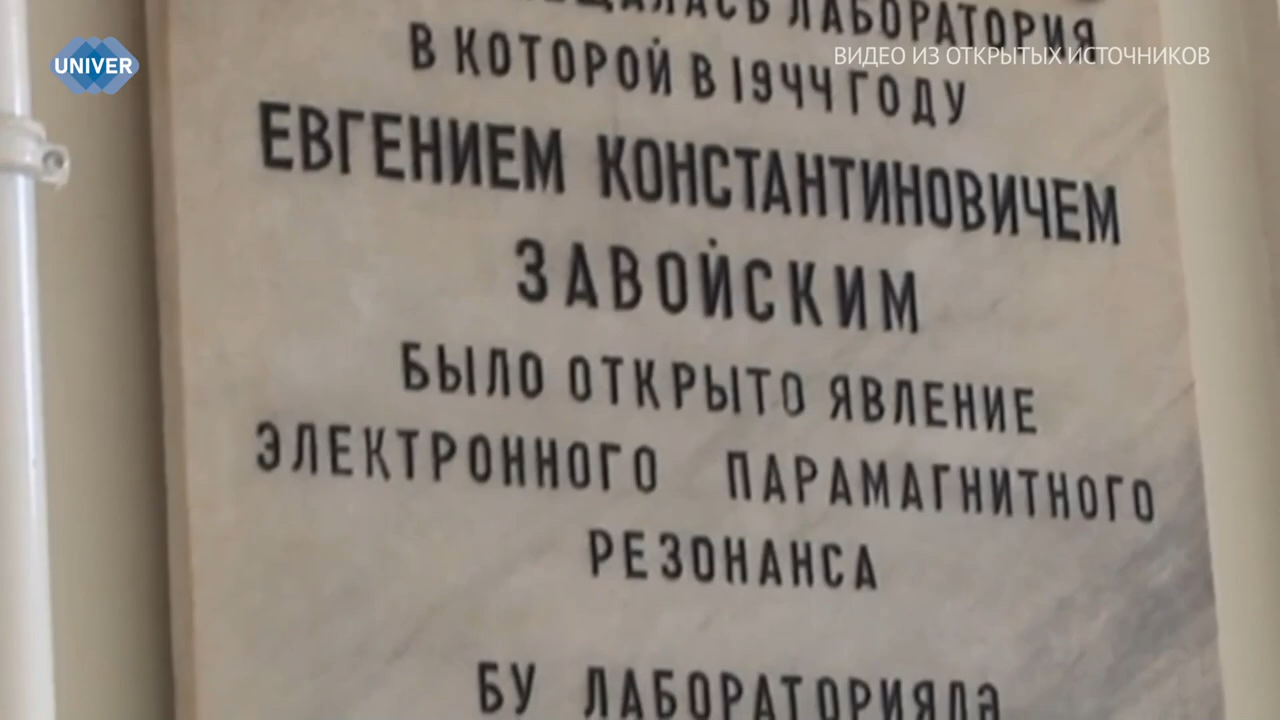 UNIVER
ВИДЕО ИЗ ОТКРЫТЫХ ИСТОЧНИКОВ
ЛАБОРАТОРИЯ
В КОТОРОЙ В 1944 ГОДУ
ЕВГЕНИЕМ КОНСТАНТИНОВИЧЕМ
ЗАВОЙСКИМ
БЫЛО ОТКРЫТО ЯВЛЕНИЕ
ЭЛЕКТРОННОГО ПАРАМАГНИТНОГО
РЕЗОНАНСА
БУ ЛАБОРАТОРИЯДӘ